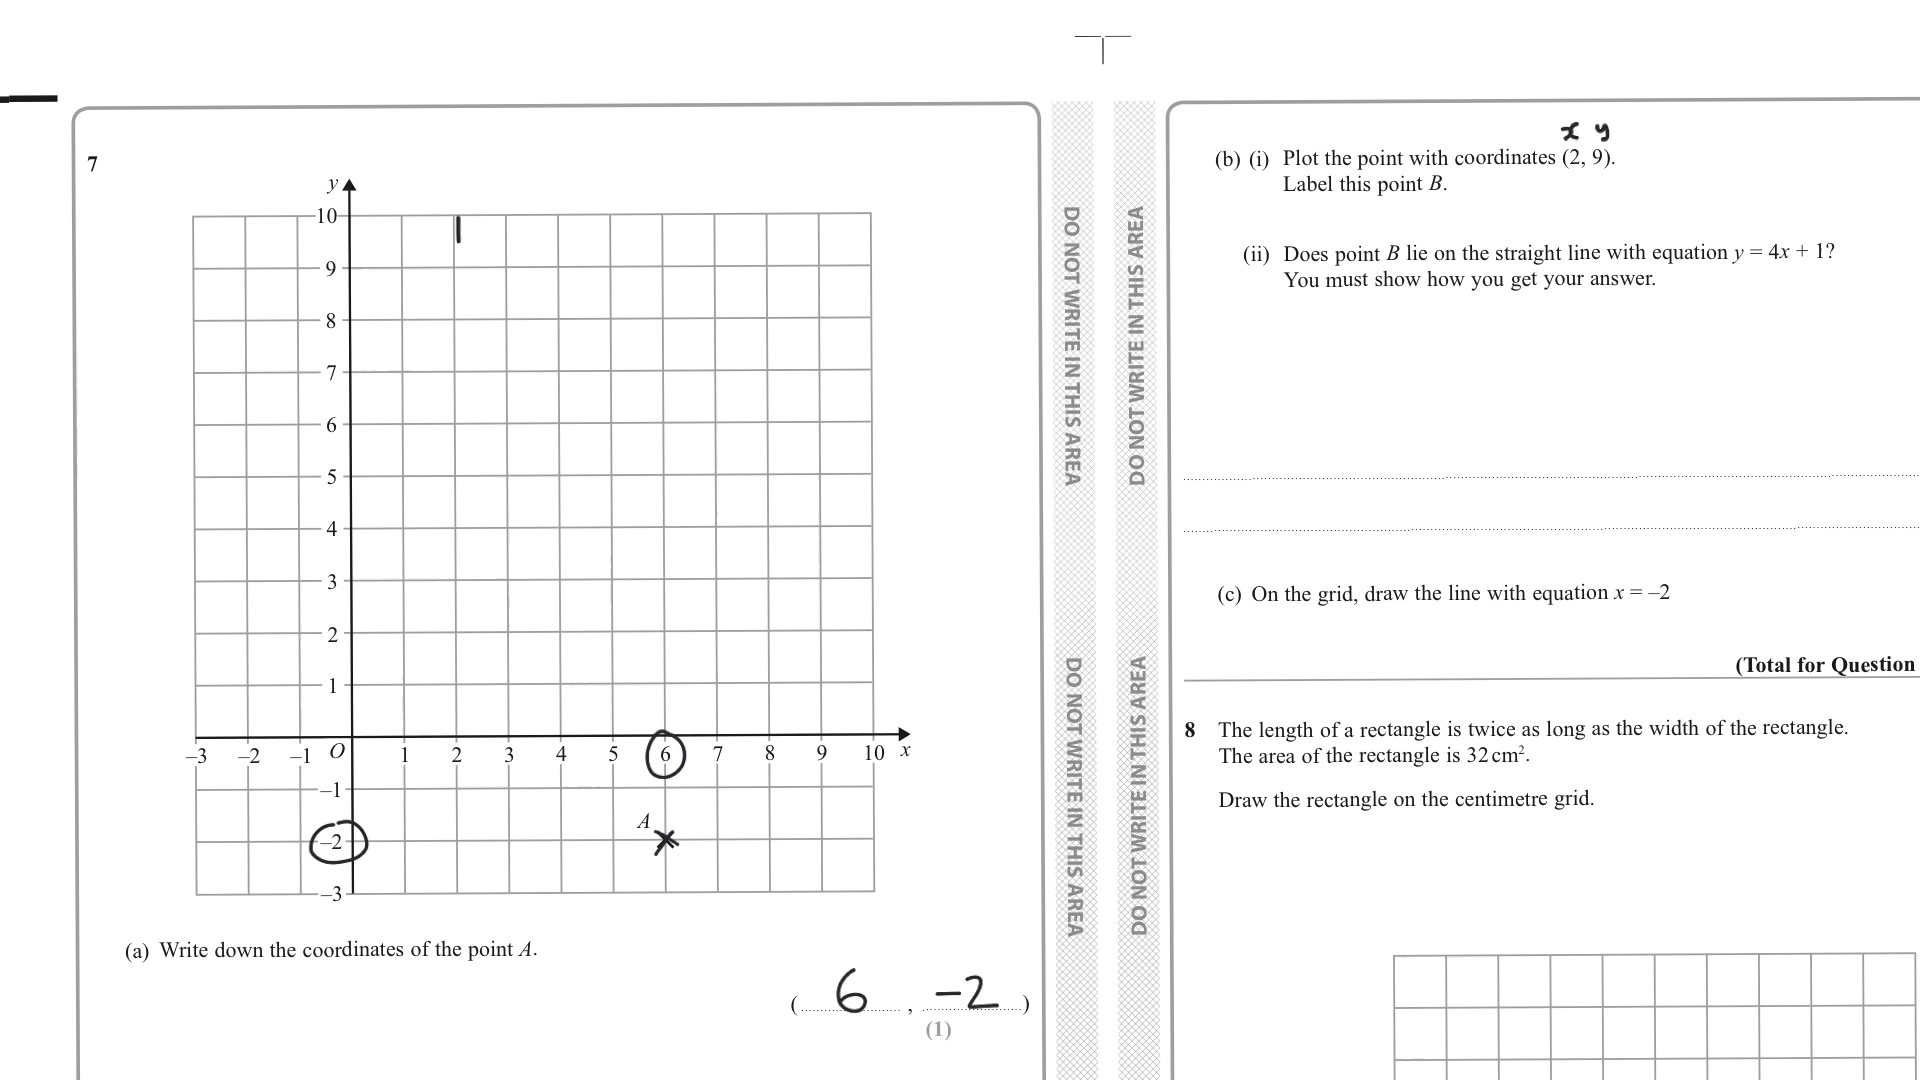 7
y
10
9
8
7
6
5
4
3
2
1
–3 –2 –1 O 1 2 3 4 5 6 7 8 9 10 x
–1
A
–2
–3
(a) Write down the coordinates of the point A.
( 6 , -2 )
(1)
DO NOT WRITE IN THIS AREA
DO NOT WRITE IN THIS AREA
DO NOT WRITE IN THIS AREA
DO NOT WRITE IN THIS AREA
x y
(b) (i) Plot the point with coordinates (2, 9).
Label this point B.
(ii) Does point B lie on the straight line with equation y = 4x + 1?
You must show how you get your answer.
(c) On the grid, draw the line with equation x = –2
(Total for Question
8 The length of a rectangle is twice as long as the width of the rectangle.
The area of the rectangle is 32 cm².
Draw the rectangle on the centimetre grid.